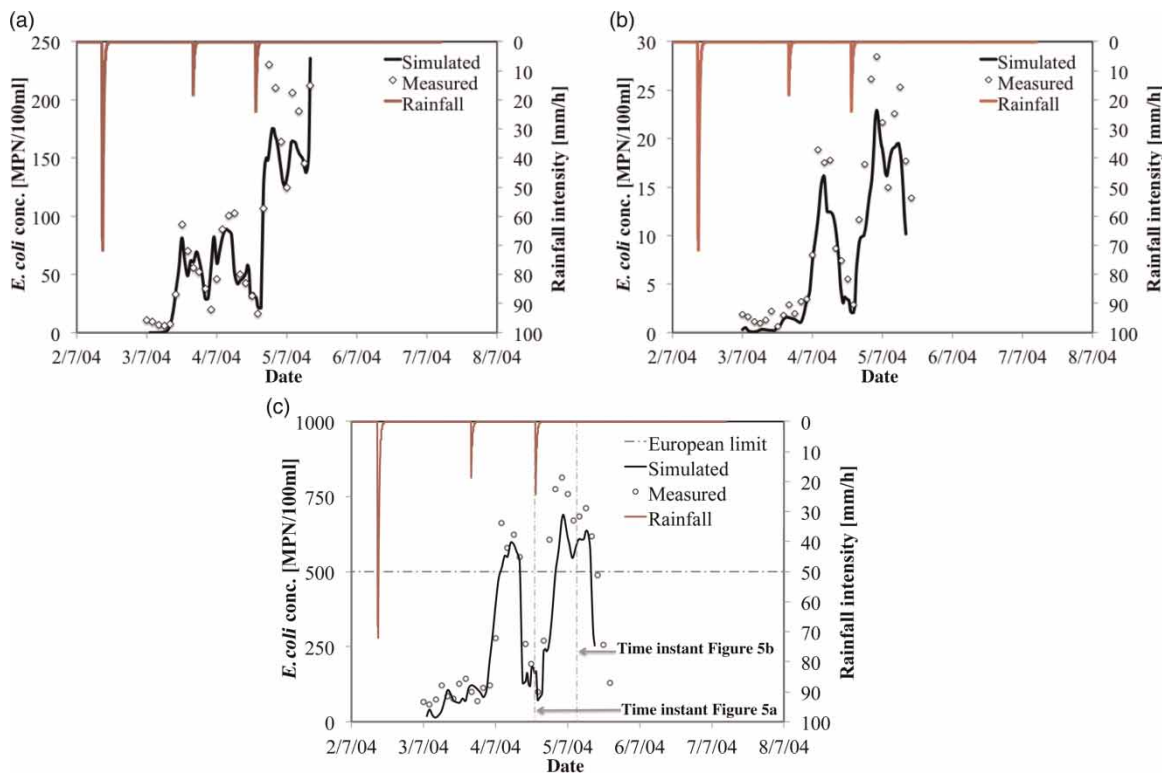 (a)
250
200
150
100
50
0
E. coli conc. [MPN/100ml]
Simulated
Measured
Rainfall
0
10
20
30
40
50
60
70
80
90
100
Rainfall intensity [mm/h]
2/7/04 3/7/04 4/7/04 5/7/04 6/7/04 7/7/04 8/7/04
Date
(b)
30
25
20
15
10
5
0
E. coli conc. [MPN/100ml]
Simulated
Measured
Rainfall
0
10
20
30
40
50
60
70
80
90
100
Rainfall intensity [mm/h]
2/7/04 3/7/04 4/7/04 5/7/04 6/7/04 7/7/04 8/7/04
Date
(c)
1000
750
500
250
0
E. coli conc. [MPN/100ml]
European limit
Simulated
Measured
Rainfall
Time instant Figure 5b
Time instant Figure 5a
0
10
20
30
40
50
60
70
80
90
100
Rainfall intensity [mm/h]
2/7/04 3/7/04 4/7/04 5/7/04 6/7/04 7/7/04 8/7/04
Date